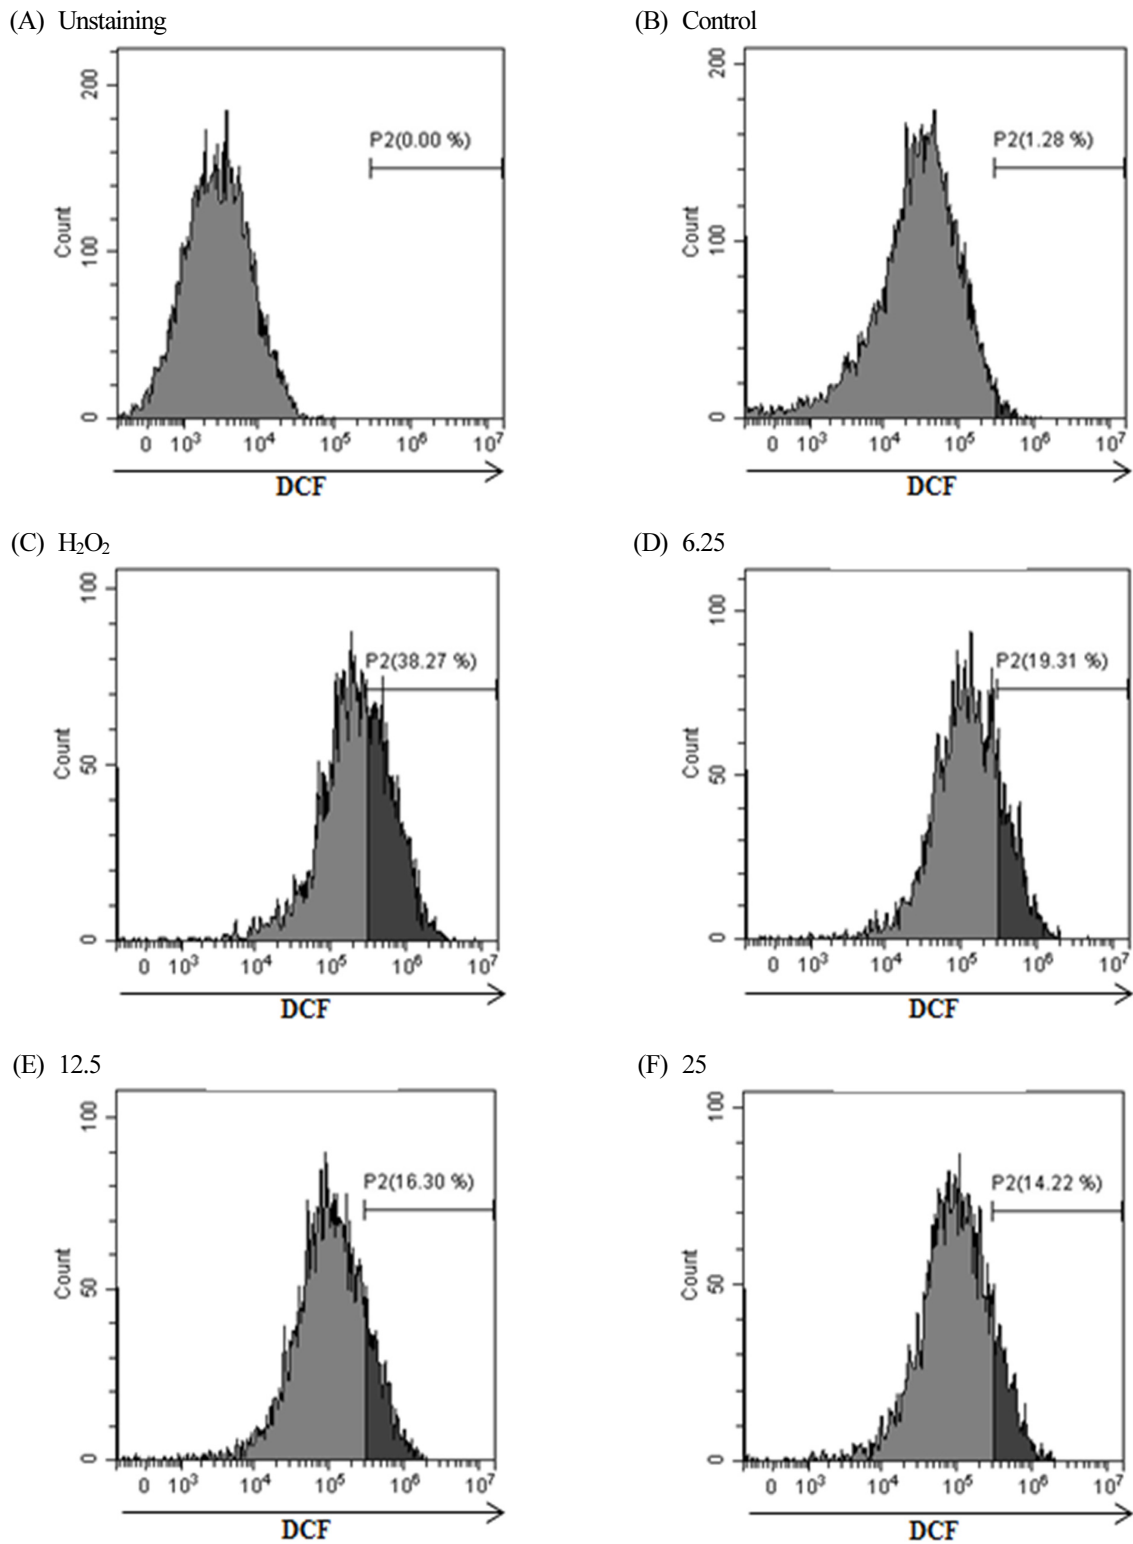 (A) Unstaining
200
100
0
Count
P2(0.00 %)
0 10³ 10⁴ 10⁵ 10⁶ 10⁷
DCF
(B) Control
200
100
0
Count
P2(1.28 %)
0 10³ 10⁴ 10⁵ 10⁶ 10⁷
DCF
(C) H₂O₂
100
50
0
Count
P2(38.27 %)
0 10³ 10⁴ 10⁵ 10⁶ 10⁷
DCF
(D) 6.25
100
50
0
Count
P2(19.31 %)
0 10³ 10⁴ 10⁵ 10⁶ 10⁷
DCF
(E) 12.5
100
50
0
Count
P2(16.30 %)
0 10³ 10⁴ 10⁵ 10⁶ 10⁷
DCF
(F) 25
100
50
0
Count
P2(14.22 %)
0 10³ 10⁴ 10⁵ 10⁶ 10⁷
DCF